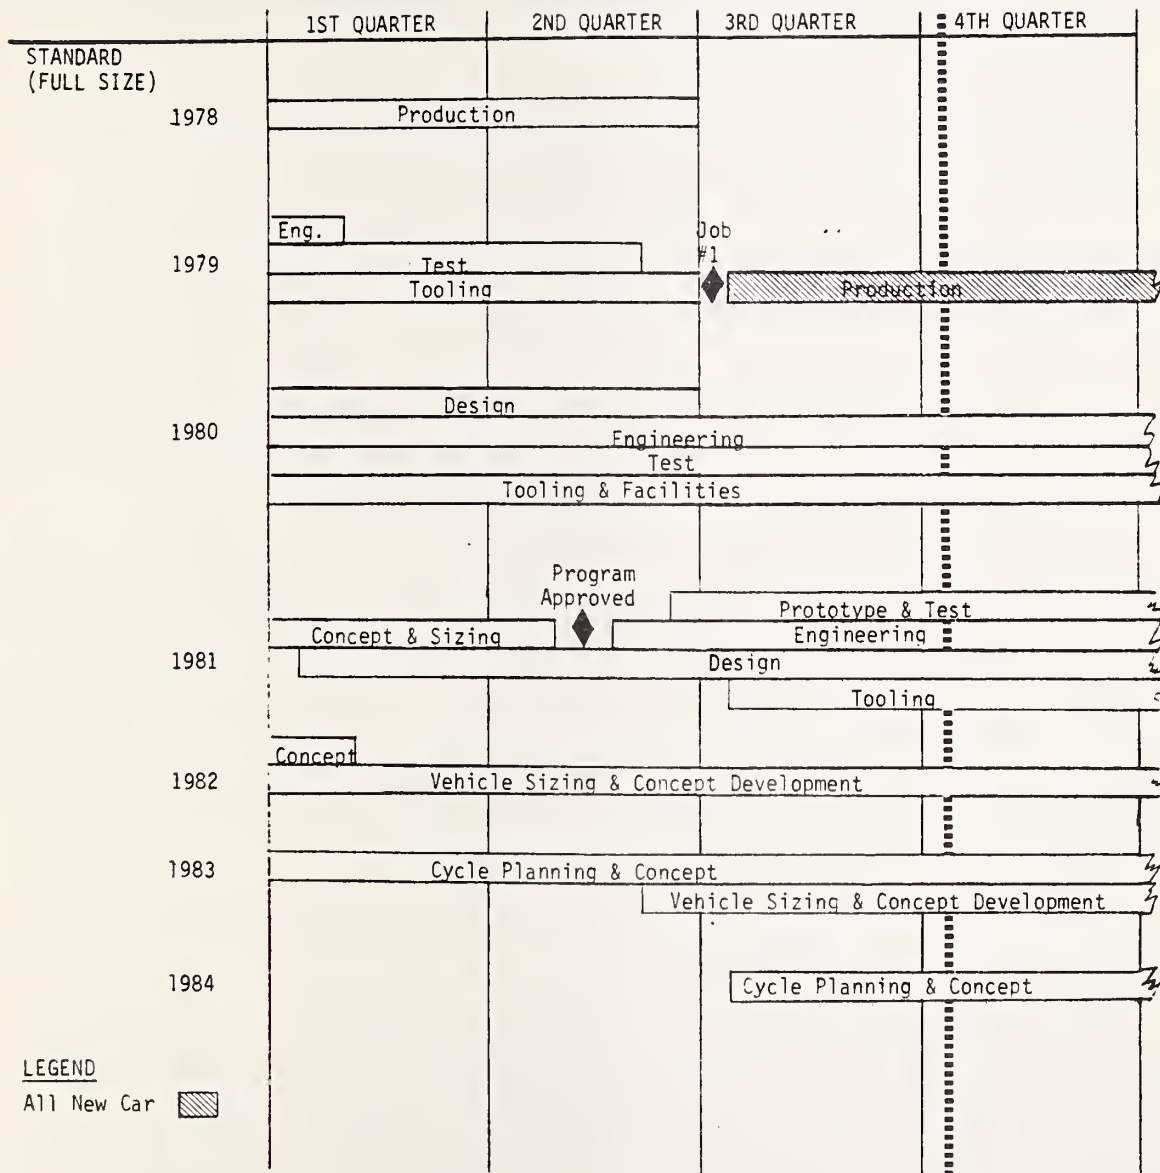 1ST QUARTER 2ND QUARTER 3RD QUARTER 4TH QUARTER
STANDARD
(FULL SIZE)
1978
Production
Eng.
Job
#1
1979
Test
Tooling
Production
Design
1980
Engineering
Test
Tooling & Facilities
Program
Approved
Prototype & Test
Concept & Sizing
Engineering
1981
Design
Tooling
Concept
1982
Vehicle Sizing & Concept Development
1983
Cycle Planning & Concept
Vehicle Sizing & Concept Development
1984
Cycle Planning & Concept
LEGEND
All New Car